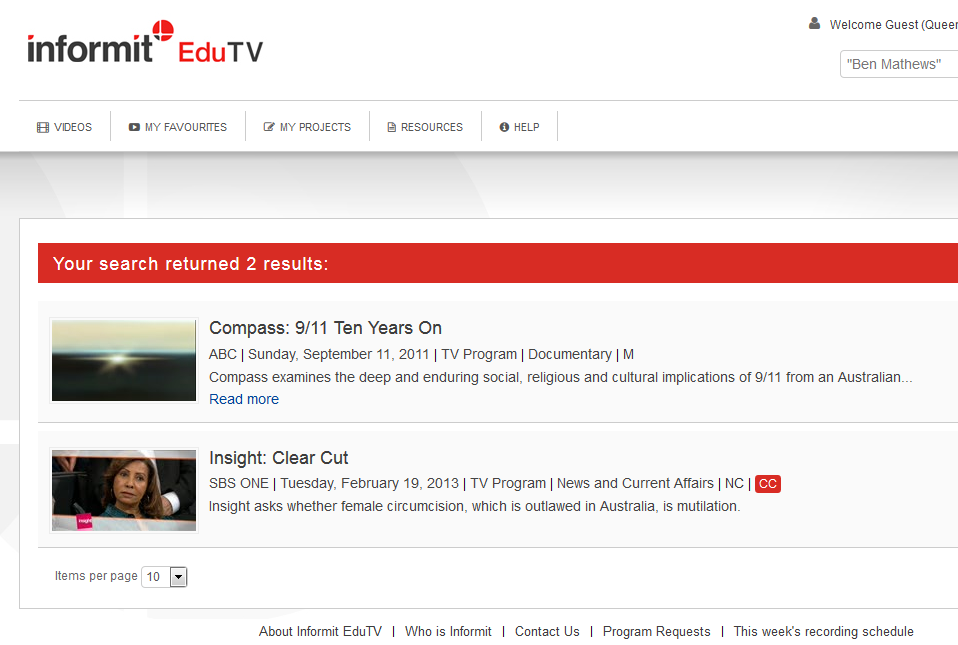 informit EduTV
Welcome Guest (Queen
"Ben Mathews"
VIDEOS
MY FAVOURITES
MY PROJECTS
RESOURCES
HELP
Your search returned 2 results:
Compass: 9/11 Ten Years On
ABC | Sunday, September 11, 2011 | TV Program | Documentary | M
Compass examines the deep and enduring social, religious and cultural implications of 9/11 from an Australian...
Read more
Insight: Clear Cut
SBS ONE | Tuesday, February 19, 2013 | TV Program | News and Current Affairs | NC | CC
Insight asks whether female circumcision, which is outlawed in Australia, is mutilation.
insight
Items per page 10
About Informit EduTV | Who is Informit | Contact Us | Program Requests | This week's recording schedule